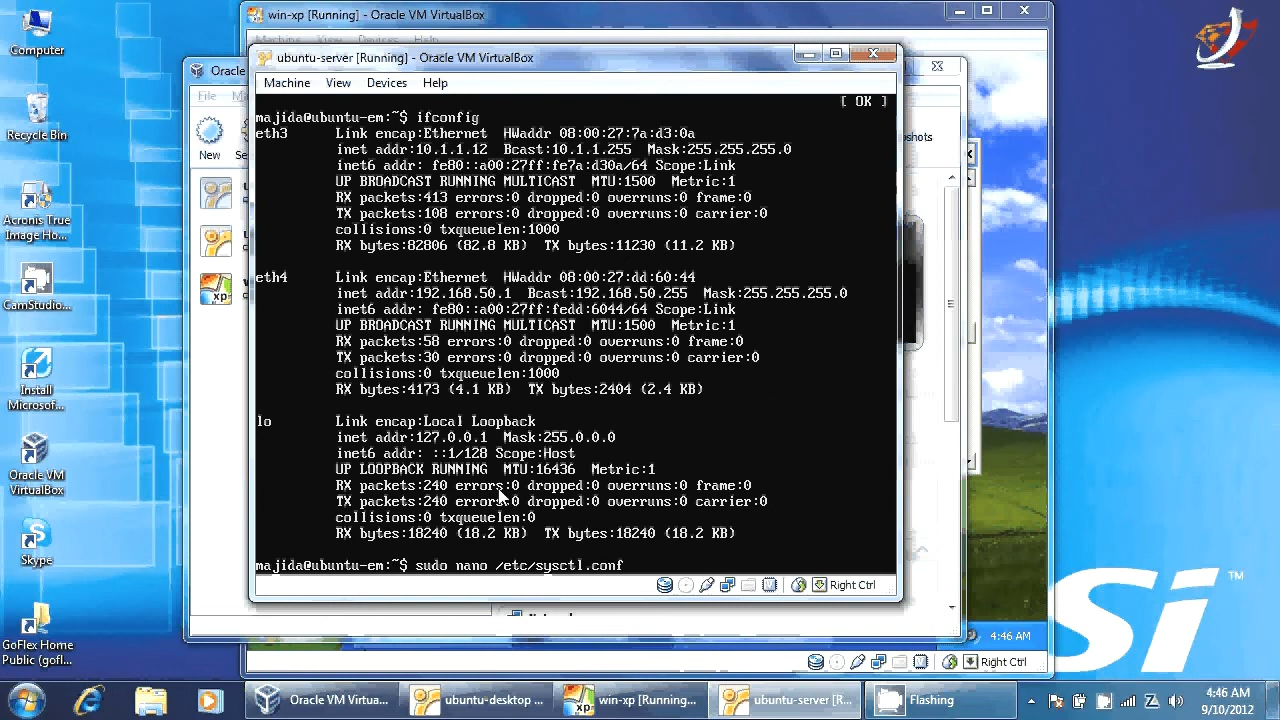 win-xp [Running] - Oracle VM VirtualBox
Machine View Devices Help
ubuntu-server [Running] - Oracle VM VirtualBox
Oracle
File
Machine View Devices Help
New
[ OK ]
majida@ubuntu-en:~$ ifconfig
eth3 Link encap:Ethernet HWaddr 08:00:27:7a:d3:0a
inet addr:10.1.1.12 Bcast:10.1.1.255 Mask:255.255.255.0
inet6 addr: fe80::a00:27ff:fe7a:d30a/64 Scope:Link
UP BROADCAST RUNNING MULTICAST MTU:1500 Metric:1
RX packets:413 errors:0 dropped:0 overruns:0 frame:0
TX packets:108 errors:0 dropped:0 overruns:0 carrier:0
collisions:0 txqueuelen:1000
RX bytes:82806 (82.8 KB) TX bytes:11230 (11.2 KB)
eth4 Link encap:Ethernet HWaddr 08:00:27:dd:60:44
inet addr:192.168.50.1 Bcast:192.168.50.255 Mask:255.255.255.0
inet6 addr: fe80::a00:27ff:fedd:6044/64 Scope:Link
UP BROADCAST RUNNING MULTICAST MTU:1500 Metric:1
RX packets:58 errors:0 dropped:0 overruns:0 frame:0
TX packets:30 errors:0 dropped:0 overruns:0 carrier:0
collisions:0 txqueuelen:1000
RX bytes:4173 (4.1 KB) TX bytes:2404 (2.4 KB)
lo Link encap:Local Loopback
inet addr:127.0.0.1 Mask:255.0.0.0
inet6 addr: ::1/128 Scope:Host
UP LOOPBACK RUNNING MTU:16436 Metric:1
RX packets:240 errors:0 dropped:0 overruns:0 frame:0
TX packets:240 errors:0 dropped:0 overruns:0 carrier:0
collisions:0 txqueuelen:0
RX bytes:18240 (18.2 KB) TX bytes:18240 (18.2 KB)
majida@ubuntu-en:~$ sudo nano /etc/sysctl.conf
Right Ctrl
4:46 AM
Right Ctrl
Computer
Recycle Bin
Acronis True
Image Ho...
CamStudio...
Install
Microsof...
Oracle VM
VirtualBox
Skype
GoFlex Home
Public (gofl...
Si ™
Oracle VM Virtua...
ubuntu-desktop ...
win-xp [Running...
ubuntu-server [R...
Flashing
4:46 AM
9/10/2012